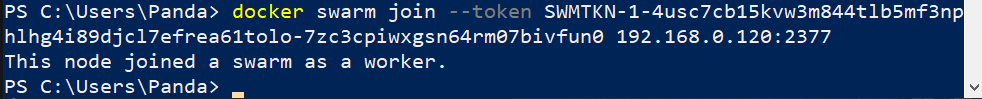 PS C:\Users\Panda> docker swarm join --token SWMTKN-1-4usc7cb15kvw3m844tlb5mf3np
hlhg4i89djcl7efrea61tolo-7zc3cpiwxgsn64rm07bivfun0 192.168.0.120:2377
This node joined a swarm as a worker.
PS C:\Users\Panda>